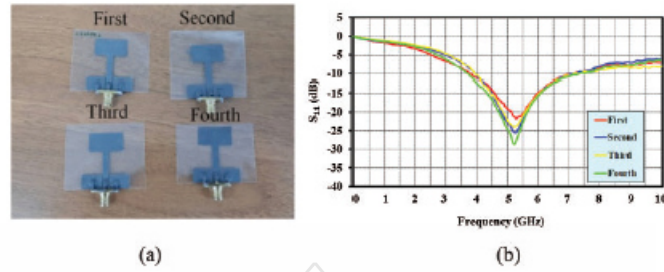 First
Second
Third
Fourth
(a)
(b)
S11 (dB)
5
0
-5
-10
-15
-20
-25
-30
-35
-40
0 1 2 3 4 5 6 7 8 9 10
Frequency (GHz)
First
Second
Third
Fourth
(a)
(b)